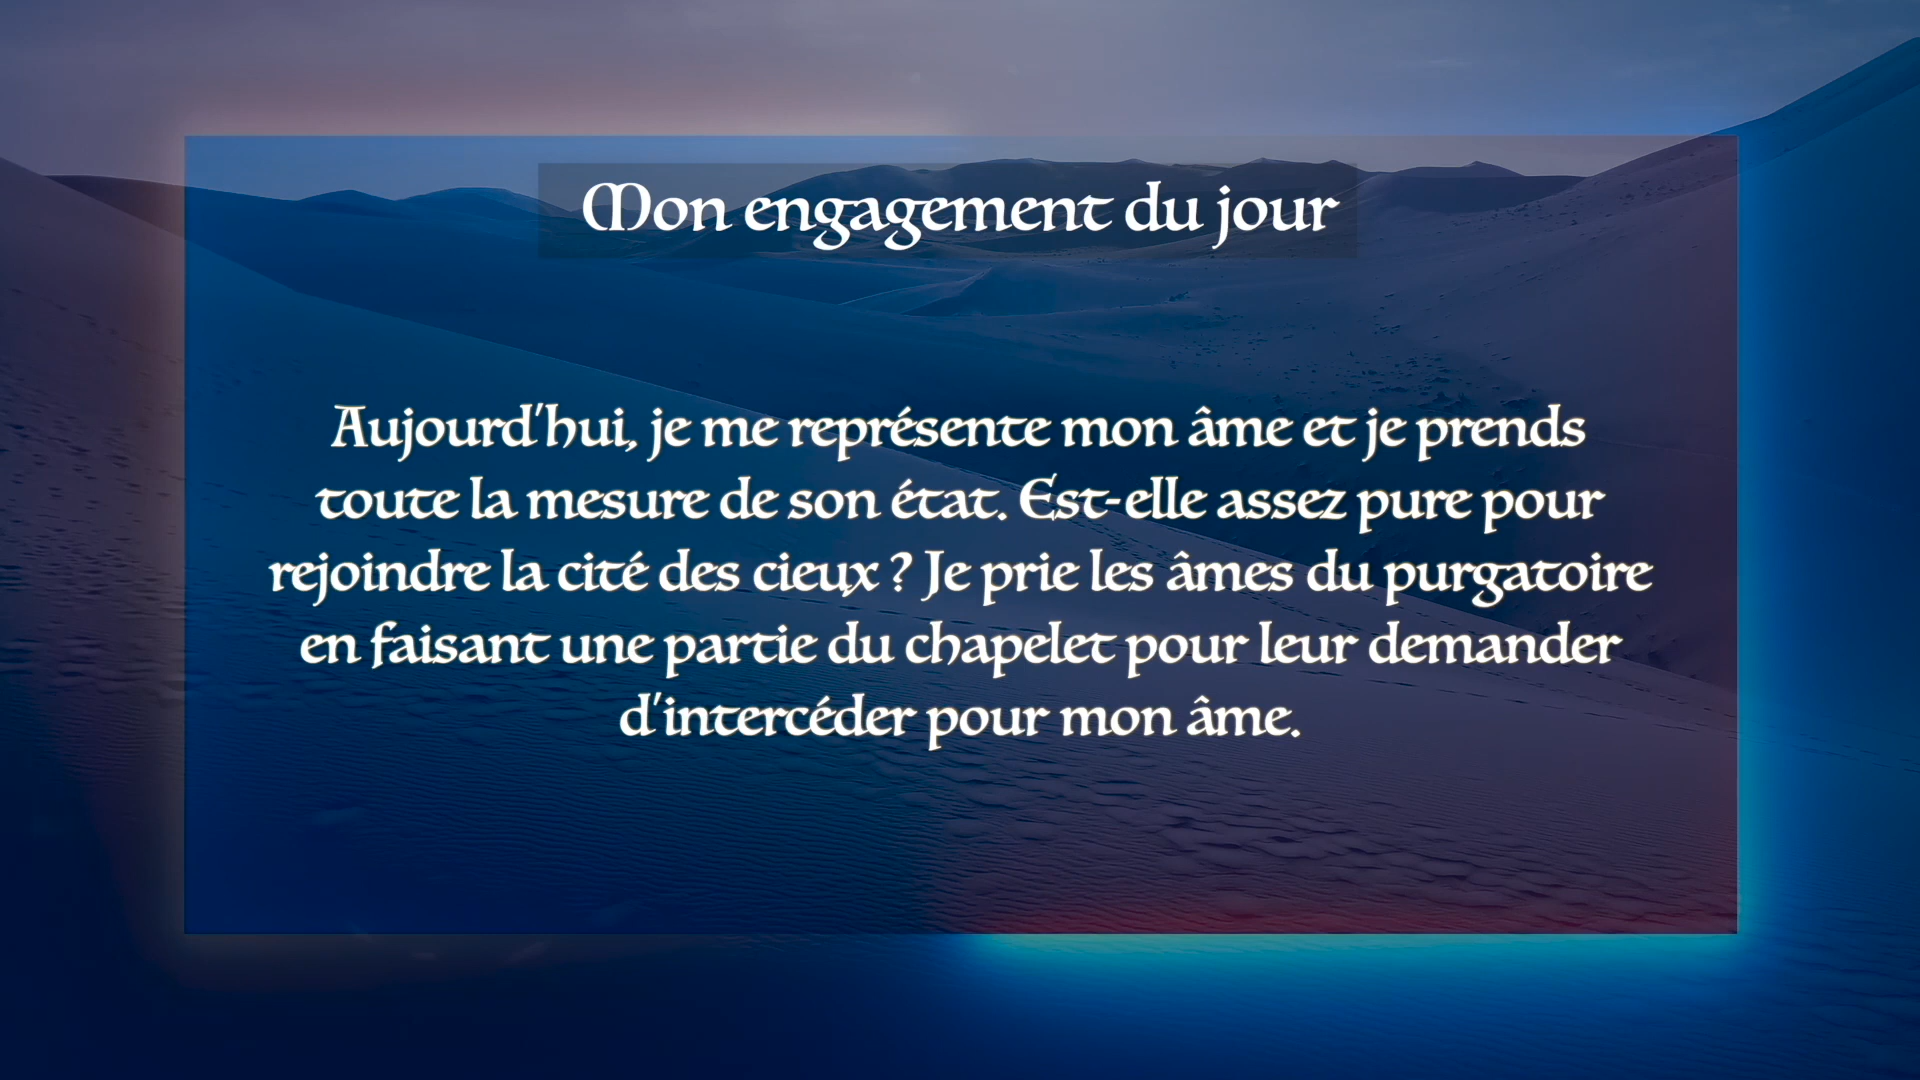 Mon engagement du jour
Aujourd'hui, je me représente mon âme et je prends
toute la mesure de son état. Est-elle assez pure pour
rejoindre la cité des cieux ? Je prie les âmes du purgatoire
en faisant une partie du chapelet pour leur demander
d'intercéder pour mon âme.